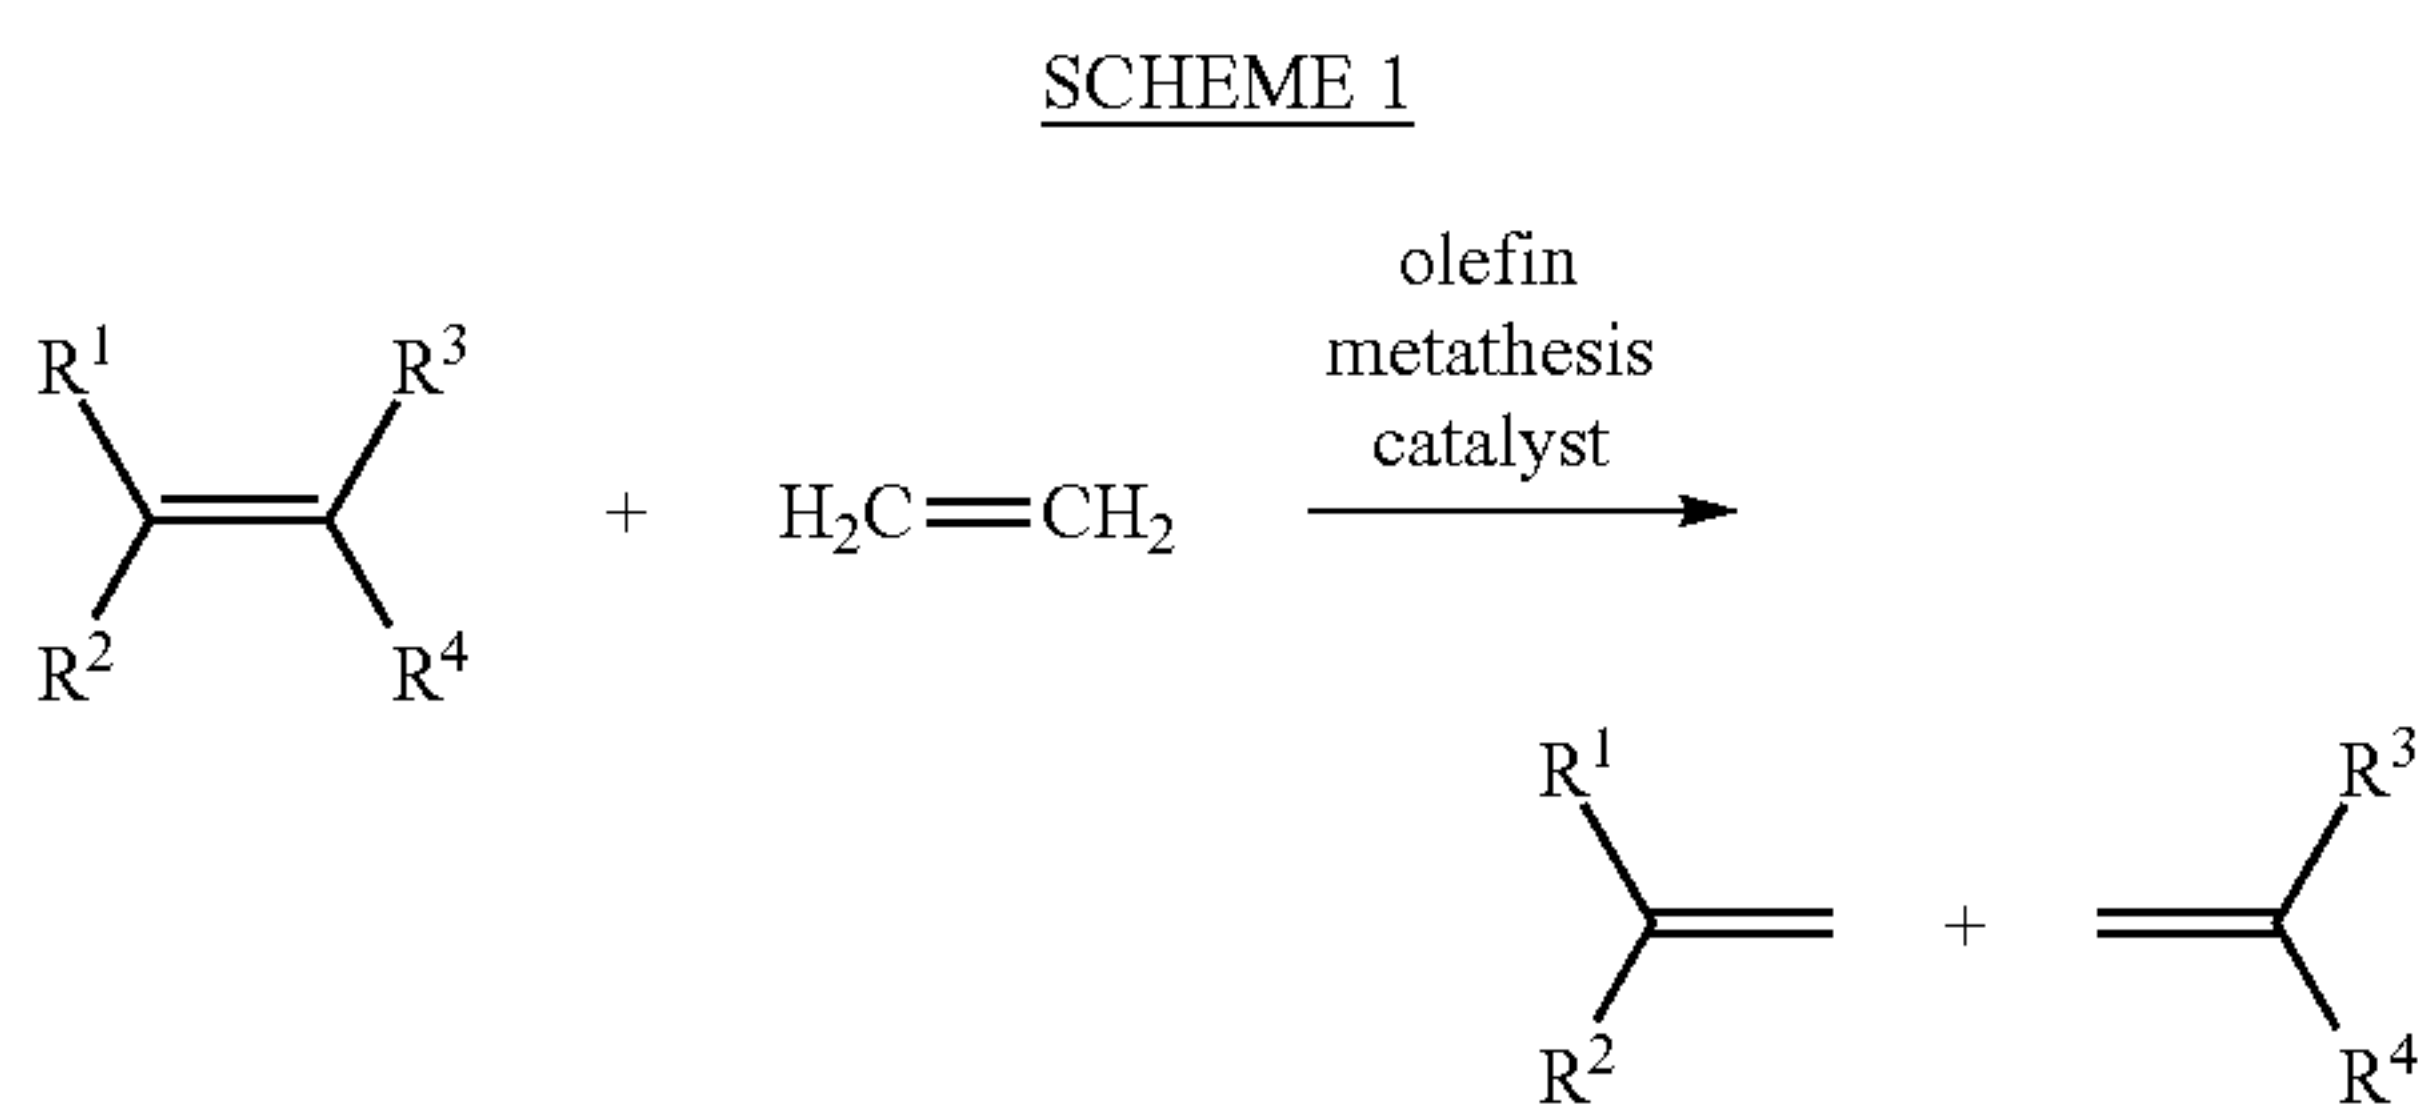 SCHEME 1
olefin
metathesis
catalyst
R¹ R³
+ H₂C=CH₂
R² R⁴
R¹ R³
+
R² R⁴